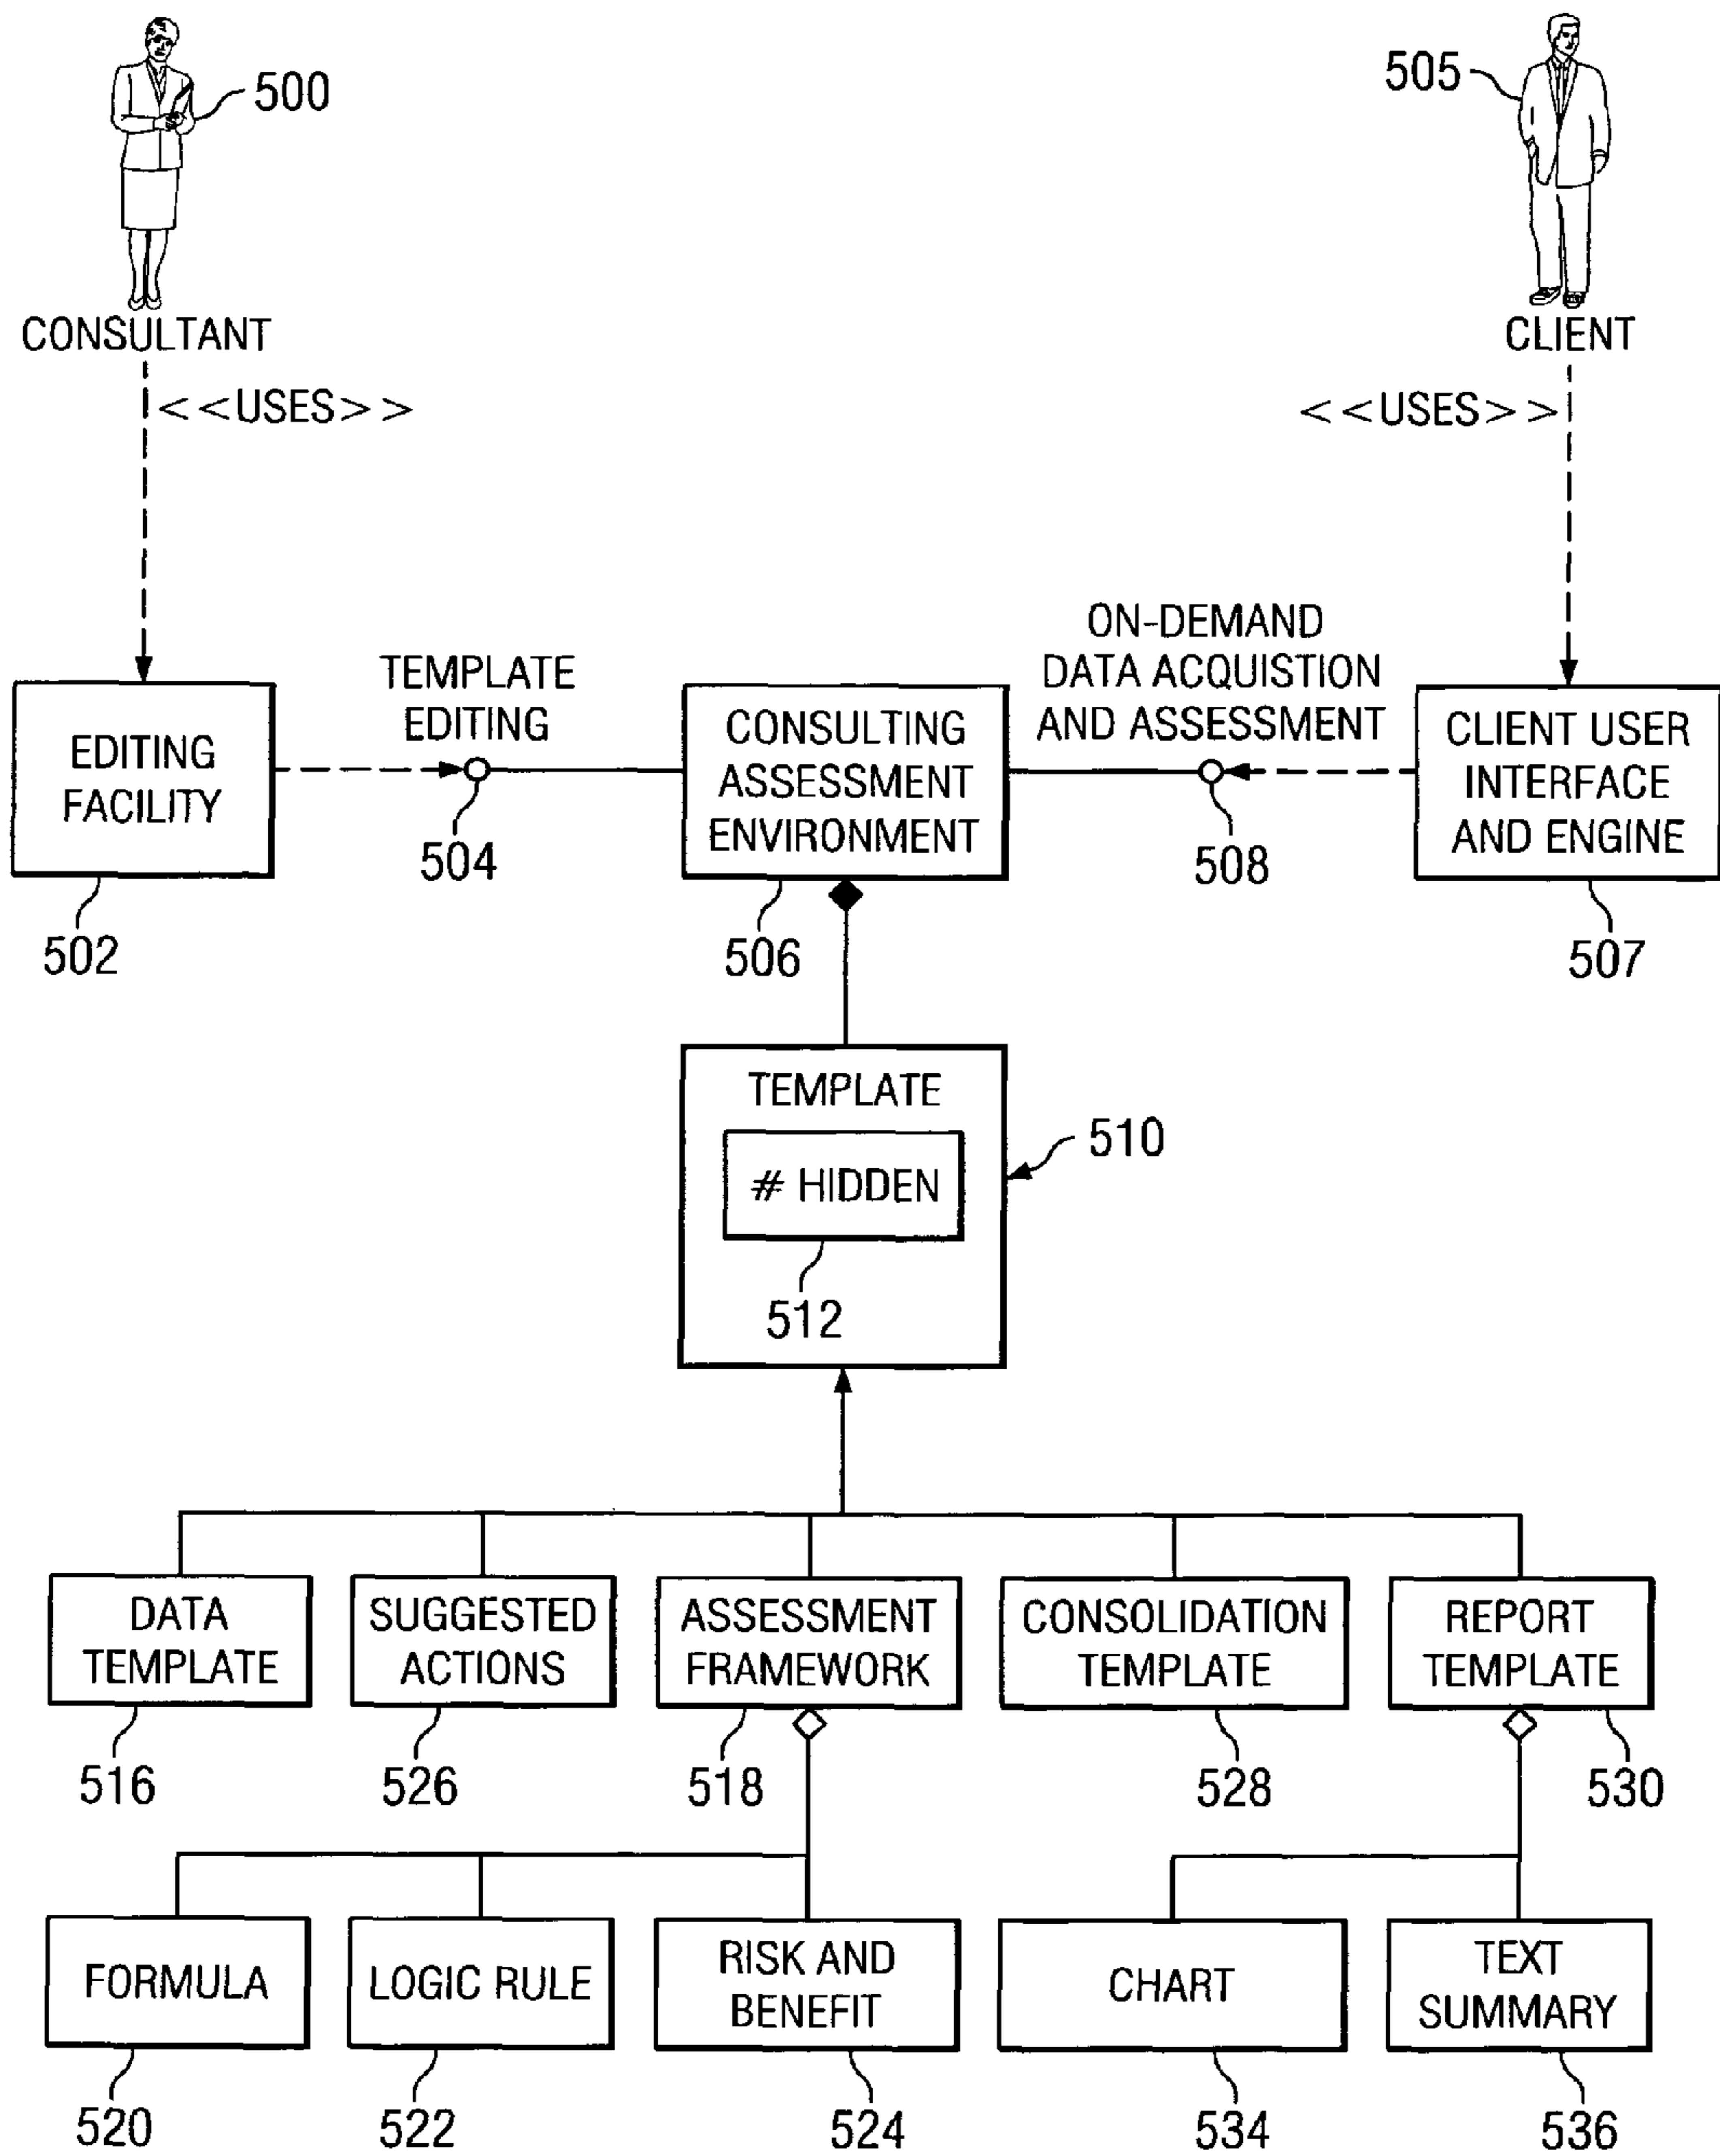 500
505
CONSULTANT
CLIENT
<<USES>>
<<USES>>
EDITING
FACILITY
502
TEMPLATE
EDITING
504
CONSULTING
ASSESSMENT
ENVIRONMENT
506
ON-DEMAND
DATA ACQUISTION
AND ASSESSMENT
508
CLIENT USER
INTERFACE
AND ENGINE
507
TEMPLATE
# HIDDEN
512
510
DATA
TEMPLATE
516
SUGGESTED
ACTIONS
526
ASSESSMENT
FRAMEWORK
518
CONSOLIDATION
TEMPLATE
528
REPORT
TEMPLATE
530
FORMULA
520
LOGIC RULE
522
RISK AND
BENEFIT
524
CHART
534
TEXT
SUMMARY
536